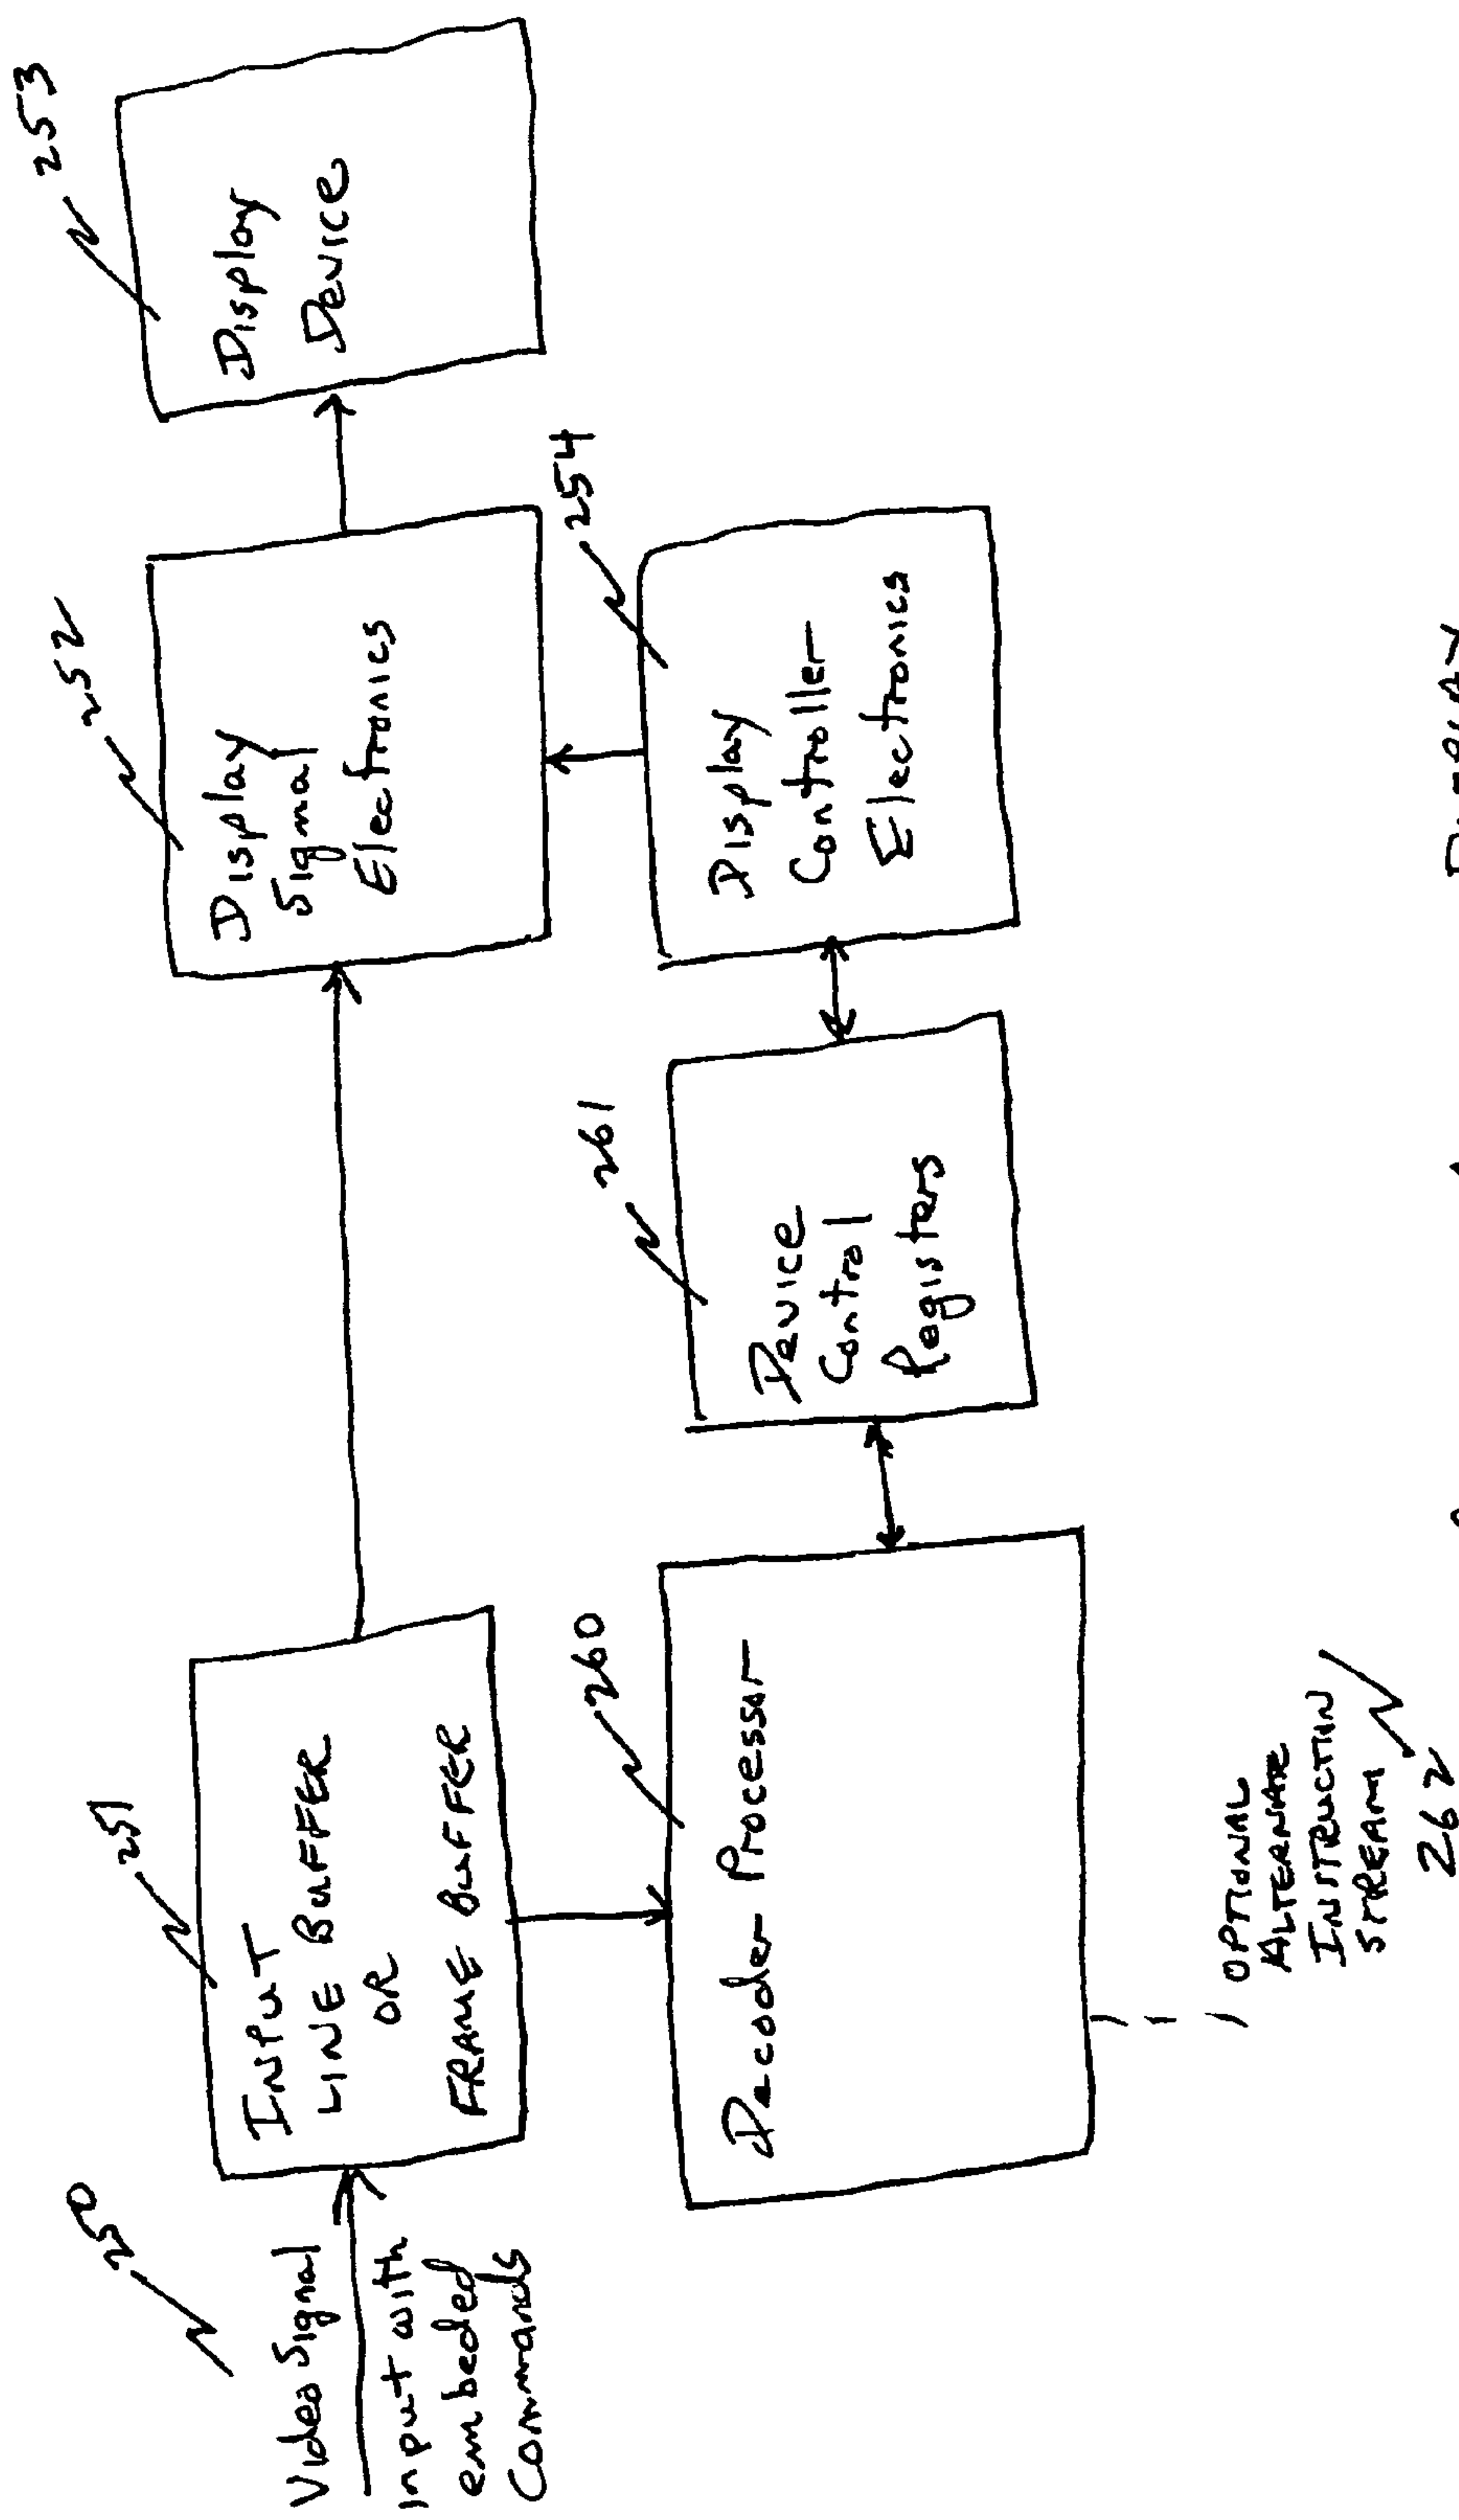 250
Video Signal
input with
embeded
Commands
251
INPUT
LINE BUFFER
OR
FRAME BUFFER
252
Display
Signal
Electronics
253
Display
Device
260
Decoder Processor
261
Device
Control
Registers
254
Display
Controller
Electronics
OPTIONAL
ALTERNATE
INSTRUCTION
STREAM
262